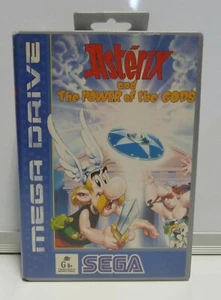 MEGA DRIVE
Astérix
and
The POWER of the GODS
G
SEGA